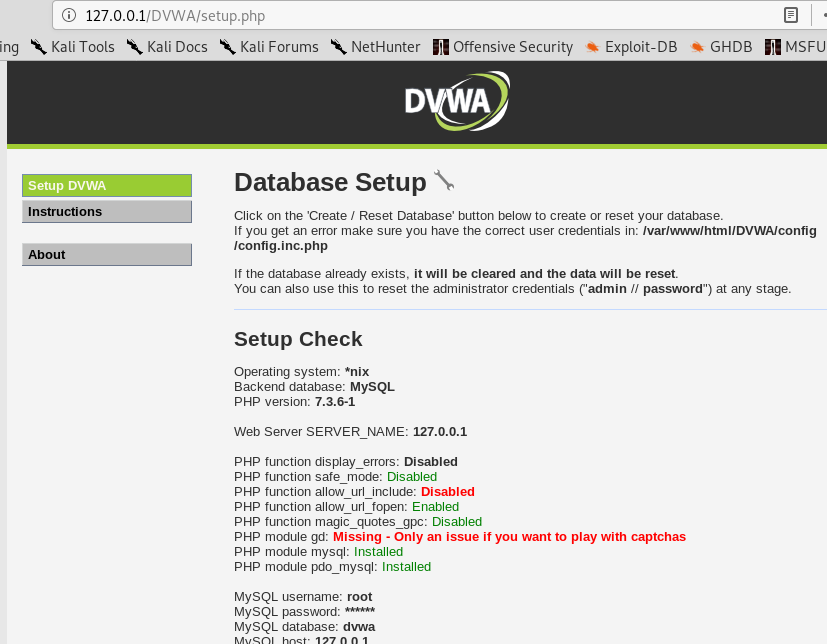 127.0.0.1/DVWA/setup.php
ing Kali Tools Kali Docs Kali Forums NetHunter Offensive Security Exploit-DB GHDB MSFU
DVWA
Setup DVWA
Instructions
About
Database Setup
Click on the 'Create / Reset Database' button below to create or reset your database.
If you get an error make sure you have the correct user credentials in: /var/www/html/DVWA/config
/config.inc.php
If the database already exists, it will be cleared and the data will be reset.
You can also use this to reset the administrator credentials ("admin // password") at any stage.
Setup Check
Operating system: *nix
Backend database: MySQL
PHP version: 7.3.6-1
Web Server SERVER_NAME: 127.0.0.1
PHP function display_errors: Disabled
PHP function safe_mode: Disabled
PHP function allow_url_include: Disabled
PHP function allow_url_fopen: Enabled
PHP function magic_quotes_gpc: Disabled
PHP module gd: Missing - Only an issue if you want to play with captchas
PHP module mysql: Installed
PHP module pdo_mysql: Installed
MySQL username: root
MySQL password: ******
MySQL database: dvwa
MySQL host: 127.0.0.1